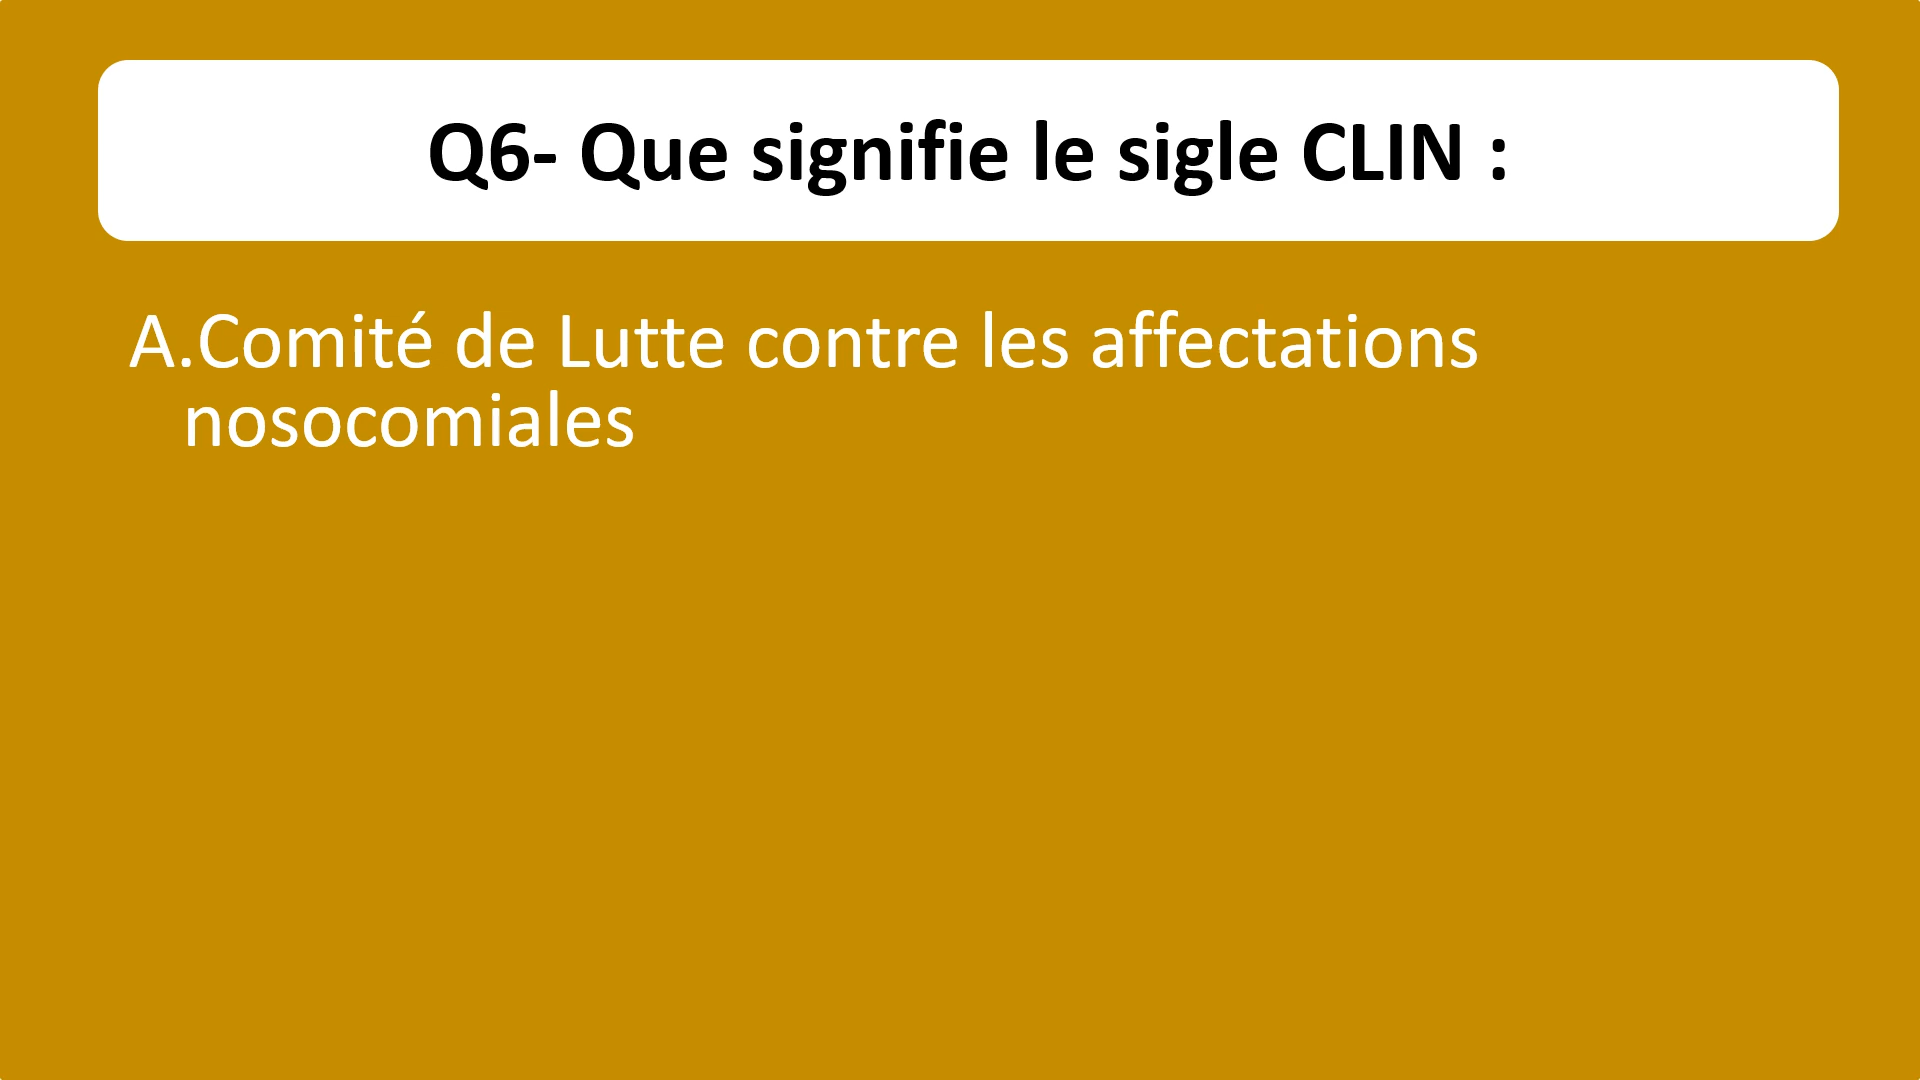 Q6- Que signifie le sigle CLIN :
A.Comité de Lutte contre les affectations
nosocomiales